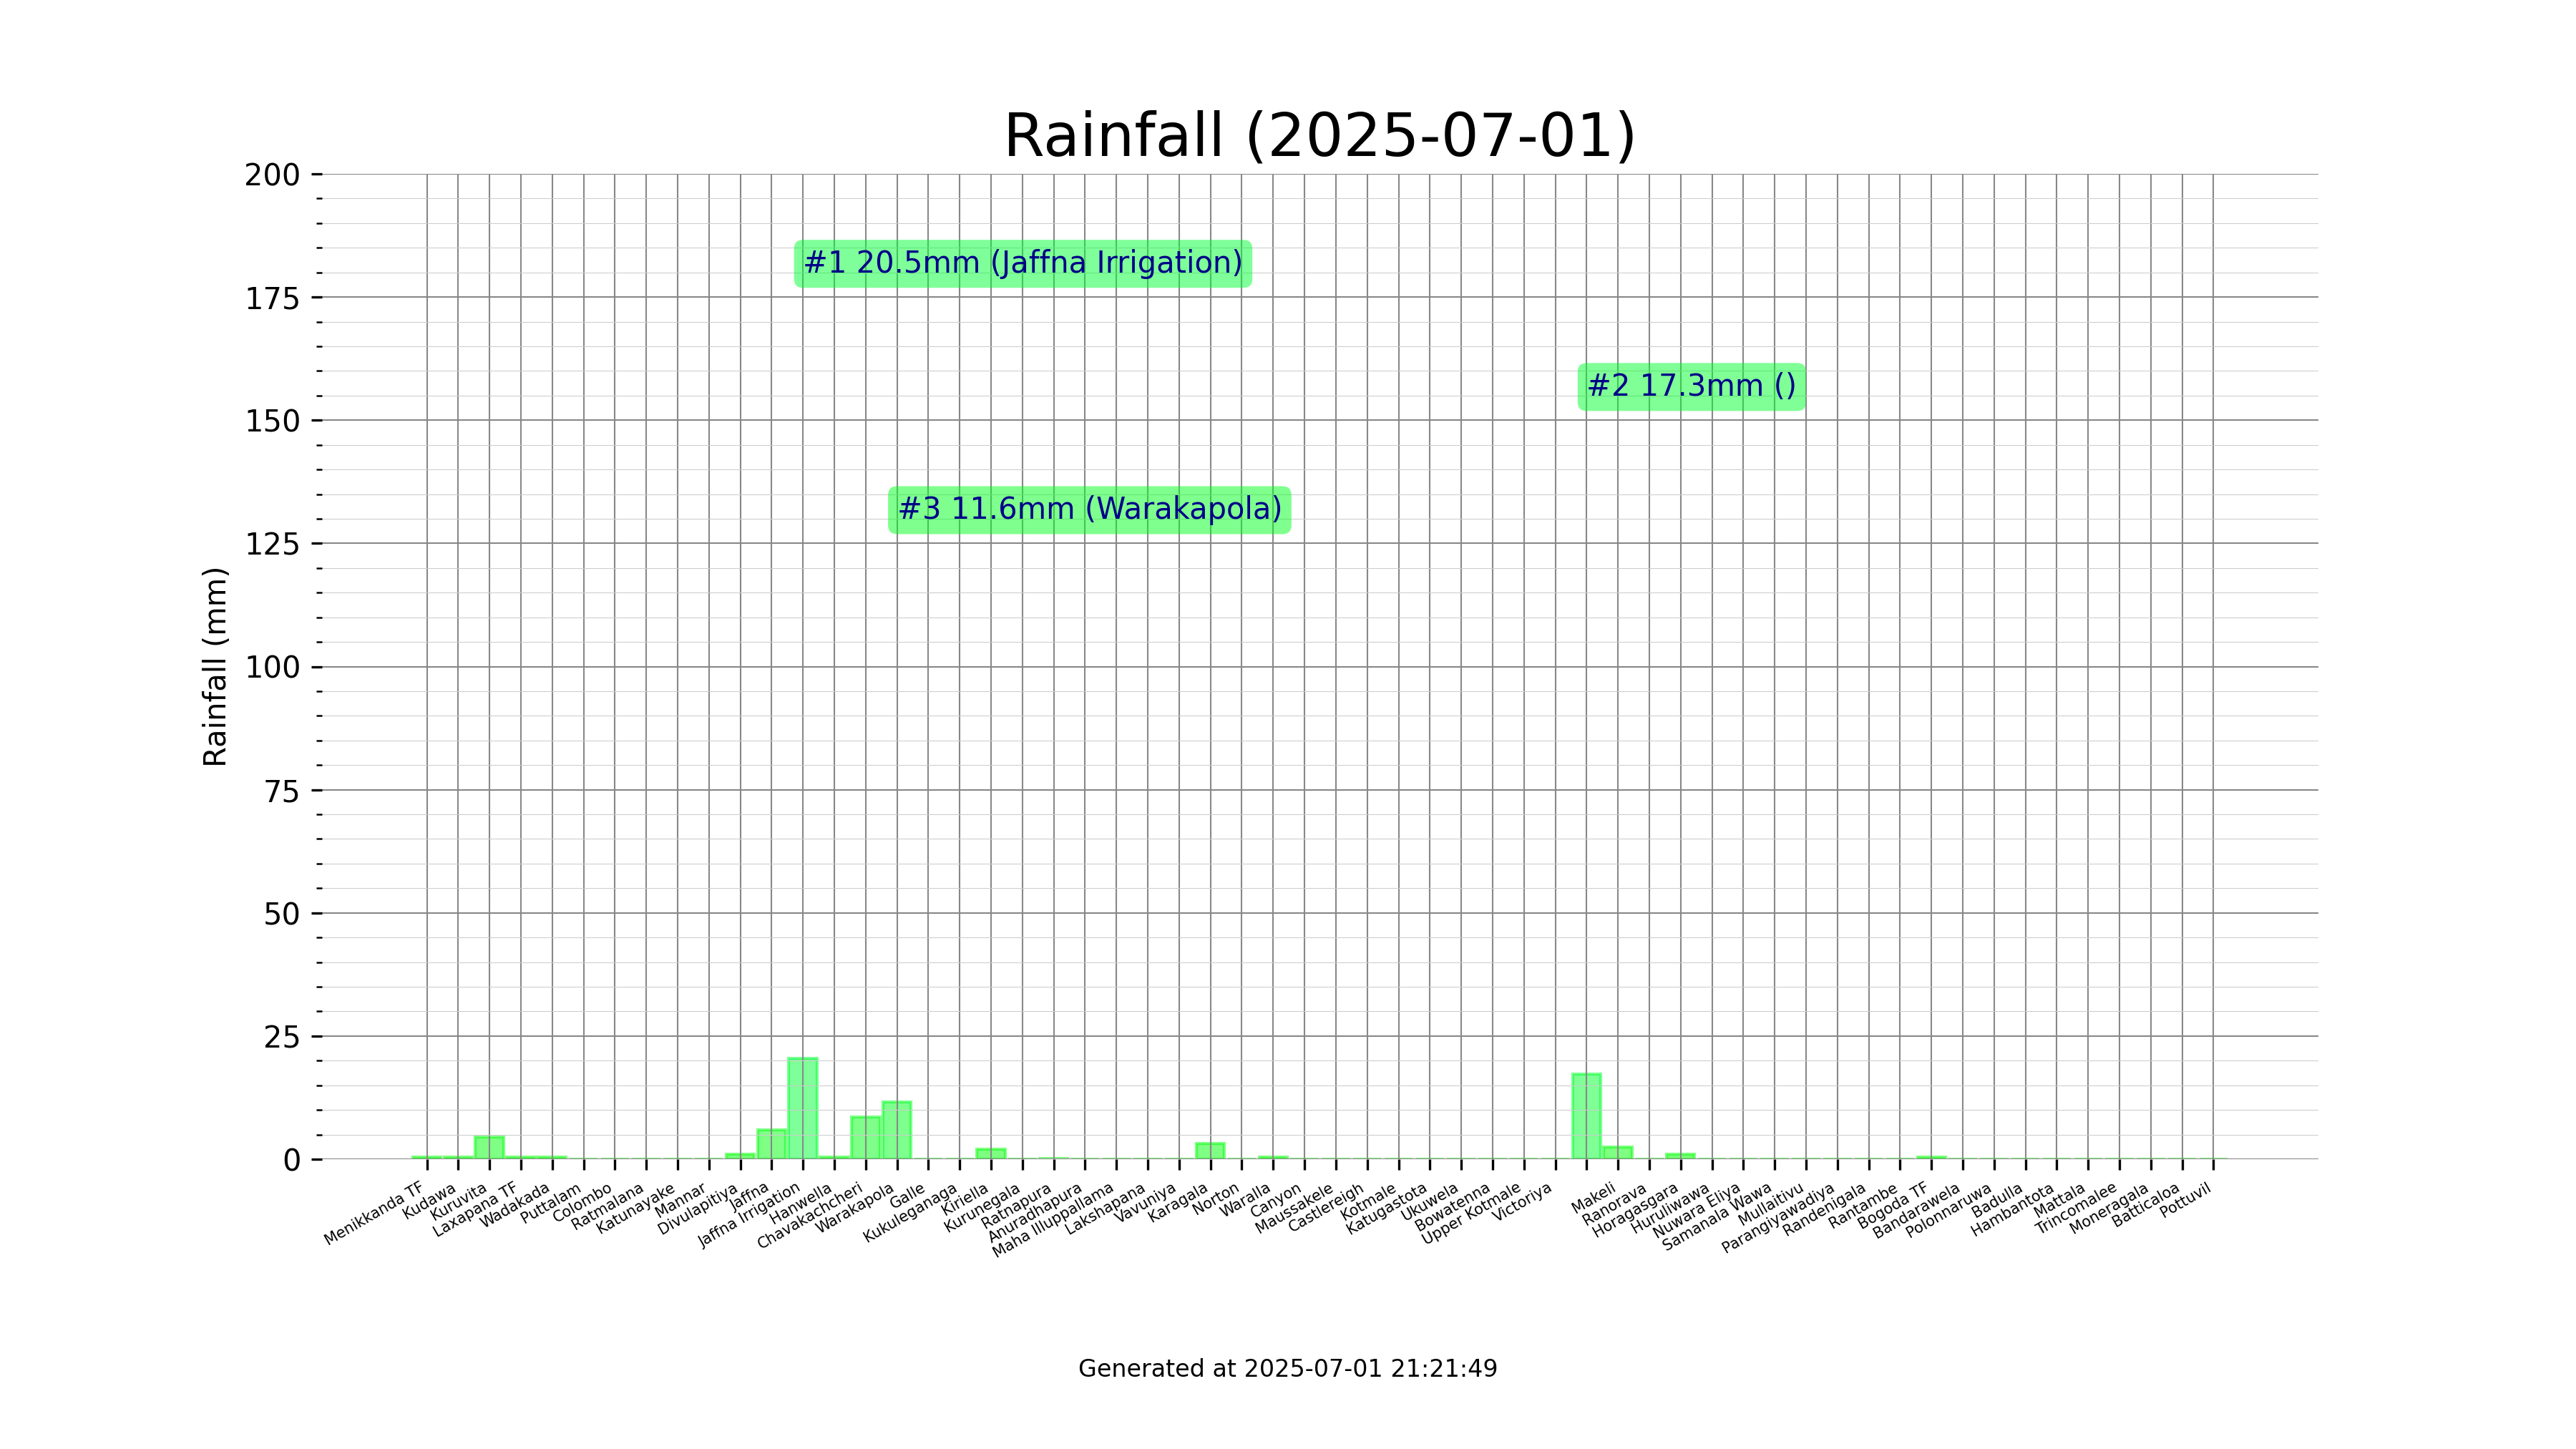 Rainfall (2025-07-01)
200
175
150
125
100
75
50
25
0
Rainfall (mm)
#1 20.5mm (Jaffna Irrigation)
#2 17.3mm ()
#3 11.6mm (Warakapola)
Menikkanda TF
Kudawa
Kuruvita
Laxapana TF
Wadakada
Puttalam
Colombo
Ratmalana
Katunayake
Mannar
Divulapitiya
Jaffna
Jaffna Irrigation
Hanwella
Chavakachcheri
Warakapola
Galle
Kukuleganaga
Kiriella
Kurunegala
Ratnapura
Anuradhapura
Maha Illuppallama
Lakshapana
Vavuniya
Karagala
Norton
Waralla
Canyon
Maussakele
Castlereigh
Kotmale
Katugastota
Ukuwela
Bowatenna
Upper Kotmale
Victoriya
Makeli
Ranorava
Horagasgara
Huruliwawa
Nuwara Eliya
Samanala Wawa
Mullaitivu
Parangiyawadiya
Randenigala
Rantambe
Bogoda TF
Bandarawela
Polonnaruwa
Badulla
Hambantota
Mattala
Trincomalee
Moneragala
Batticaloa
Pottuvil
Generated at 2025-07-01 21:21:49